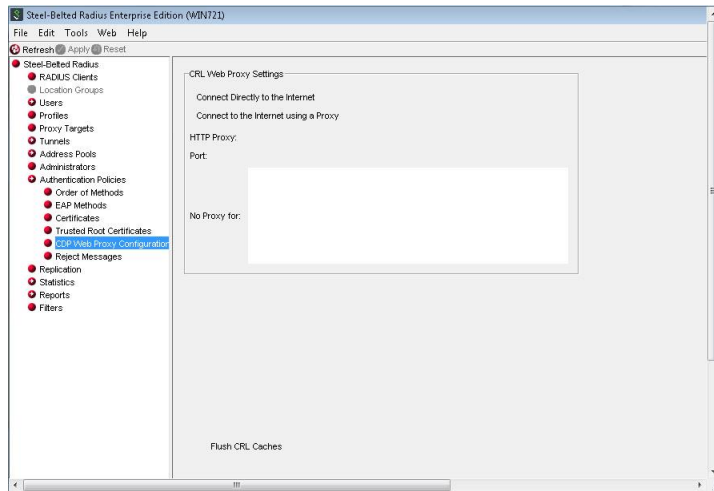 Steel-Belted Radius Enterprise Edition (WIN721)
File Edit Tools Web Help
Refresh Apply Reset
Steel-Belted Radius
RADIUS Clients
Location Groups
Users
Profiles
Proxy Targets
Tunnels
Address Pools
Administrators
Authentication Policies
Order of Methods
EAP Methods
Certificates
Trusted Root Certificates
CDP Web Proxy Configuration
Reject Messages
Replication
Statistics
Reports
Filters
CRL Web Proxy Settings
Connect Directly to the Internet
Connect to the Internet using a Proxy
HTTP Proxy:
Port:
No Proxy for:
Flush CRL Caches